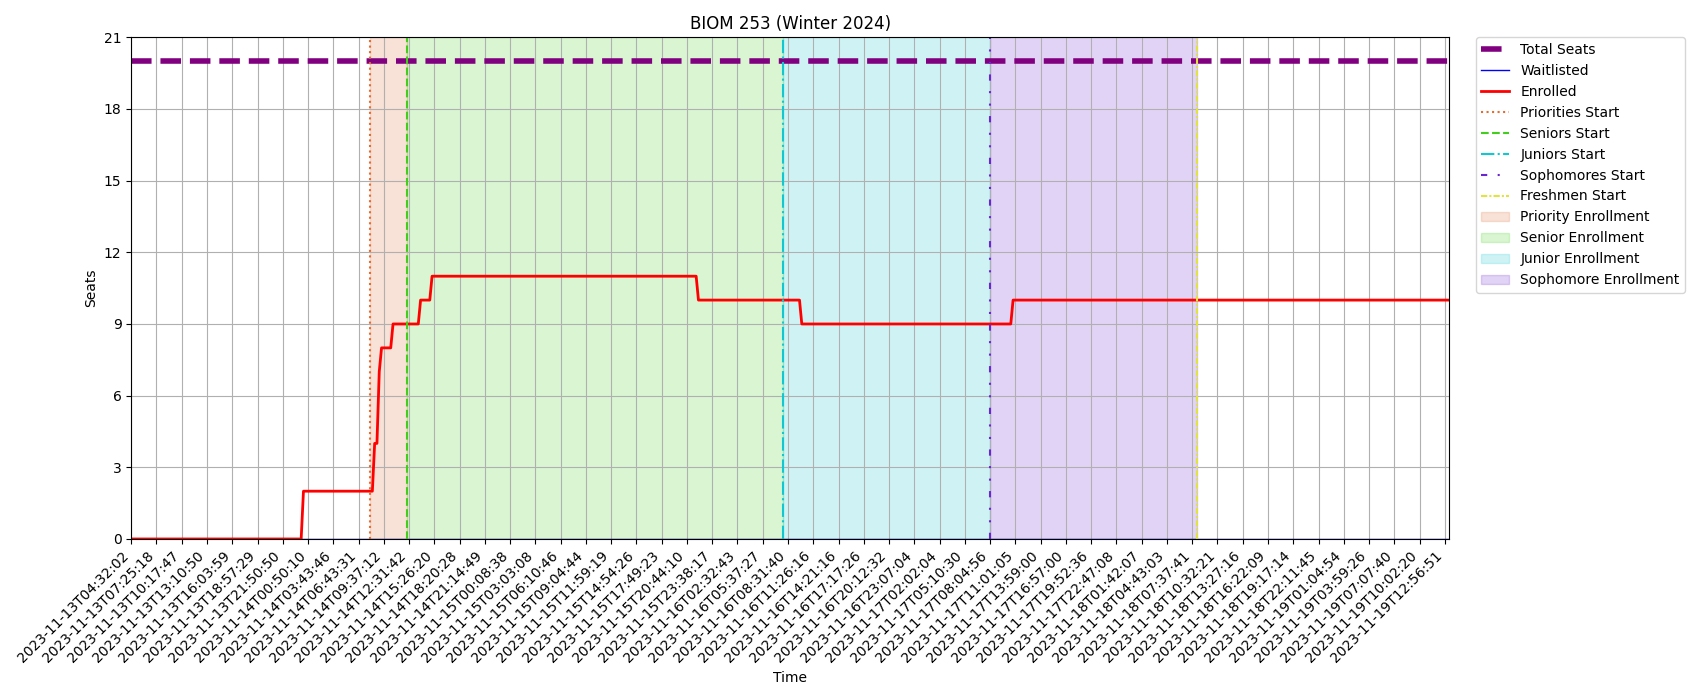 BIOM 253 (Winter 2024)
21
18
15
12
9
6
3
0
Seats
2023-11-13T04:32:02
2023-11-13T07:25:18
2023-11-13T10:17:47
2023-11-13T13:10:50
2023-11-13T16:03:59
2023-11-13T18:57:29
2023-11-13T21:50:50
2023-11-14T00:50:10
2023-11-14T03:43:46
2023-11-14T06:43:31
2023-11-14T09:37:12
2023-11-14T12:31:42
2023-11-14T15:26:20
2023-11-14T18:20:28
2023-11-14T21:14:49
2023-11-15T00:08:38
2023-11-15T03:03:08
2023-11-15T06:10:46
2023-11-15T09:04:44
2023-11-15T11:59:19
2023-11-15T14:54:26
2023-11-15T17:49:23
2023-11-15T20:44:10
2023-11-15T23:38:17
2023-11-16T02:32:43
2023-11-16T05:37:27
2023-11-16T08:31:40
2023-11-16T11:26:16
2023-11-16T14:21:16
2023-11-16T17:17:26
2023-11-16T20:12:32
2023-11-16T23:07:04
2023-11-17T02:02:04
2023-11-17T05:10:30
2023-11-17T08:04:56
2023-11-17T11:01:05
2023-11-17T13:59:00
2023-11-17T16:57:00
2023-11-17T19:52:36
2023-11-17T22:47:08
2023-11-18T01:42:07
2023-11-18T04:43:03
2023-11-18T07:37:41
2023-11-18T10:32:21
2023-11-18T13:27:16
2023-11-18T16:22:09
2023-11-18T19:17:14
2023-11-18T22:11:45
2023-11-19T01:04:54
2023-11-19T03:59:26
2023-11-19T07:07:40
2023-11-19T10:02:20
2023-11-19T12:56:51
Time
Total Seats
Waitlisted
Enrolled
Priorities Start
Seniors Start
Juniors Start
Sophomores Start
Freshmen Start
Priority Enrollment
Senior Enrollment
Junior Enrollment
Sophomore Enrollment